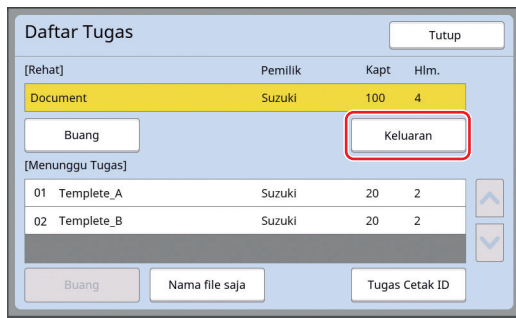 Daftar Tugas Tutup
[Rehat] Pemilik Kapt Hlm.
Document Suzuki 100 4
Buang Keluaran
[Menunggu Tugas]
01 Templete_A Suzuki 20 2
02 Templete_B Suzuki 20 2
Buang Nama file saja Tugas Cetak ID